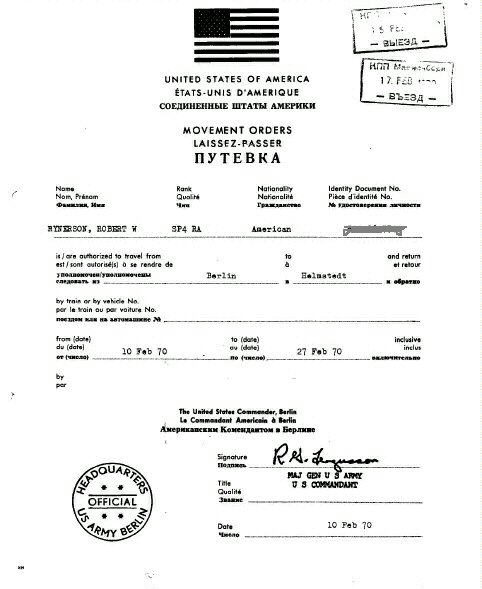 НПП
ВЫЕЗД
НПП
17 FEB
ВЪЕЗД
UNITED STATES OF AMERICA
ÉTATS-UNIS D'AMERIQUE
СОЕДИНЕННЫЕ ШТАТЫ АМЕРИКИ
MOVEMENT ORDERS
LAISSEZ-PASSER
ПУТЕВКА
Name Rank Nationality Identity Document No.
Nom, Prénom Qualité Nationalité Pièce d'identité No.
Фамилия, Имя Чин Гражданство № удостоверения личности
RYNERSON, ROBERT W SP4 RA American
is/are authorized to travel from to and return
est/sont autorisé(s) à se rendre de à et retour
уполномочен/уполномочены
следовать из Berlin в Helmstedt и обратно
by train or by vehicle No.
par le train ou par voiture No.
поездом или на автомашине №
from (date) to (date) inclusive
du (date) au (date) inclus
от (число) 10 Feb 70 по (число) 27 Feb 70 включительно
by
par
The United States Commander, Berlin
Le Commandant Americain à Berlin
Американским Комендантом в Берлине
Signature
Подпись R.G. Fergusson
MAJ GEN U S ARMY
Title U S COMMANDANT
Qualité
Звание
Date 10 Feb 70
Число
HEADQUARTERS
OFFICIAL
US ARMY BERLIN